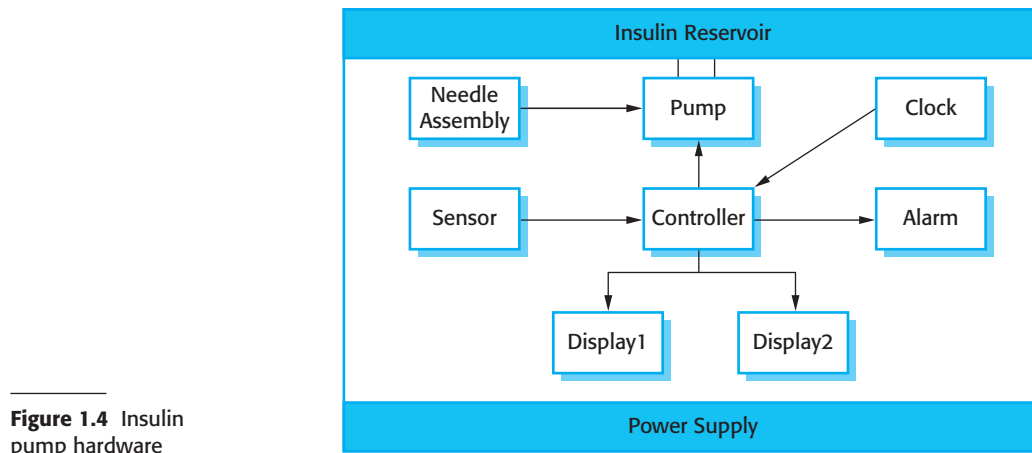 Insulin Reservoir
Needle
Assembly
Pump
Clock
Sensor
Controller
Alarm
Display1
Display2
Power Supply
Figure 1.4 Insulin
pump hardware